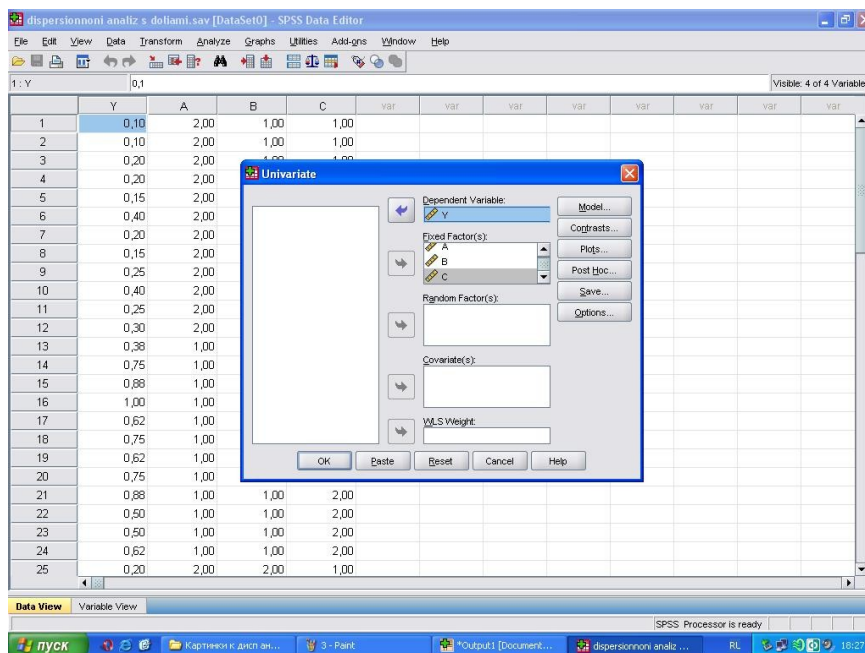 dispersionnoni analiz s doliami.sav [DataSet0] - SPSS Data Editor
File Edit View Data Transform Analyze Graphs Utilities Add-ons Window Help
1 : Y 0,1 Visible: 4 of 4 Variable
Y A B C var var var var var var var
1 0,10 2,00 1,00 1,00
2 0,10 2,00 1,00 1,00
3 0,20 2,00 1,00 1,00
4 0,20 2,00
5 0,15 2,00
6 0,40 2,00
7 0,20 2,00
8 0,15 2,00
9 0,25 2,00
10 0,40 2,00
11 0,25 2,00
12 0,30 2,00
13 0,38 1,00
14 0,75 1,00
15 0,88 1,00
16 1,00 1,00
17 0,62 1,00
18 0,75 1,00
19 0,62 1,00
20 0,75 1,00
21 0,88 1,00 1,00 2,00
22 0,50 1,00 1,00 2,00
23 0,50 1,00 1,00 2,00
24 0,62 1,00 1,00 2,00
25 0,20 2,00 2,00 1,00
Univariate
Dependent Variable:
Y
Fixed Factor(s):
A
B
C
Random Factor(s):
Covariate(s):
WLS Weight:
Model...
Contrasts...
Plots...
Post Hoc...
Save...
Options...
OK Paste Reset Cancel Help
Data View Variable View
SPSS Processor is ready
пуск Картинки к дисп ан... 3 - Paint *Output1 [Document... dispersionnoni analiz ... RL 18:27